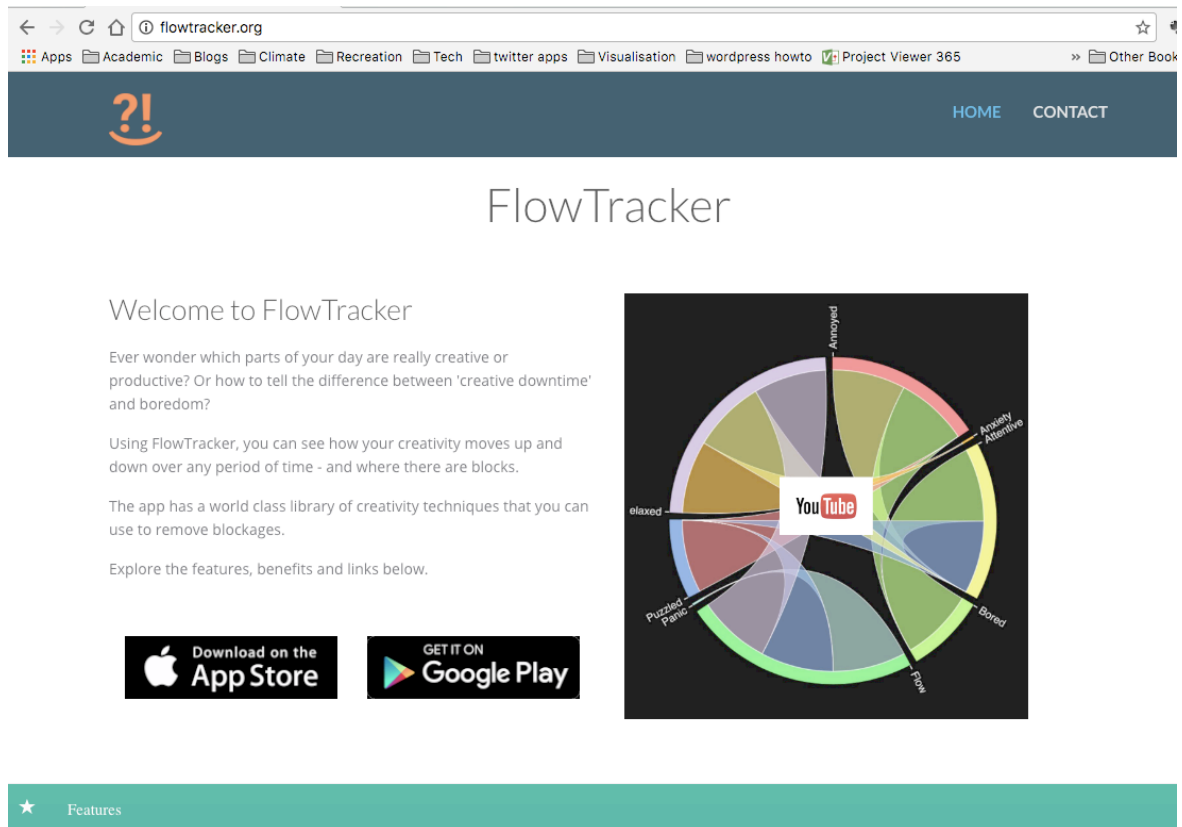 flowtracker.org
Apps Academic Blogs Climate Recreation Tech twitter apps Visualisation wordpress howto Project Viewer 365 » Other Book
?!
HOME CONTACT
FlowTracker
Welcome to FlowTracker
Ever wonder which parts of your day are really creative or
productive? Or how to tell the difference between 'creative downtime'
and boredom?
Using FlowTracker, you can see how your creativity moves up and
down over any period of time - and where there are blocks.
The app has a world class library of creativity techniques that you can
use to remove blockages.
Explore the features, benefits and links below.
Download on the
App Store
GET IT ON
Google Play
Annoyed
Anxiety
Attentive
elaxed
YouTube
Puzzled
Panic
Bored
Flow
Features